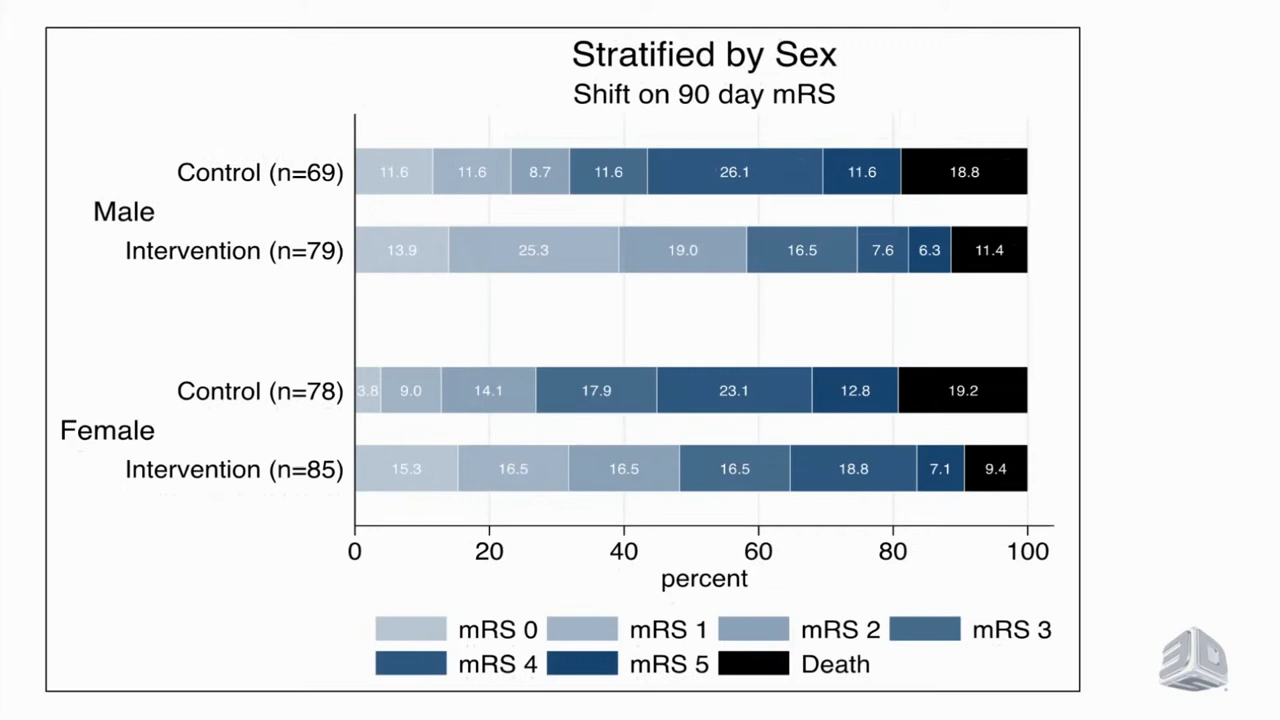 Stratified by Sex
Shift on 90 day mRS
Control (n=69) 11.6 11.6 8.7 11.6 26.1 11.6 18.8
Male
Intervention (n=79) 13.9 25.3 19.0 16.5 7.6 6.3 11.4
Control (n=78) 3.8 9.0 14.1 17.9 23.1 12.8 19.2
Female
Intervention (n=85) 15.3 16.5 16.5 16.5 18.8 7.1 9.4
0 20 40 60 80 100
percent
mRS 0 mRS 1 mRS 2 mRS 3
mRS 4 mRS 5 Death